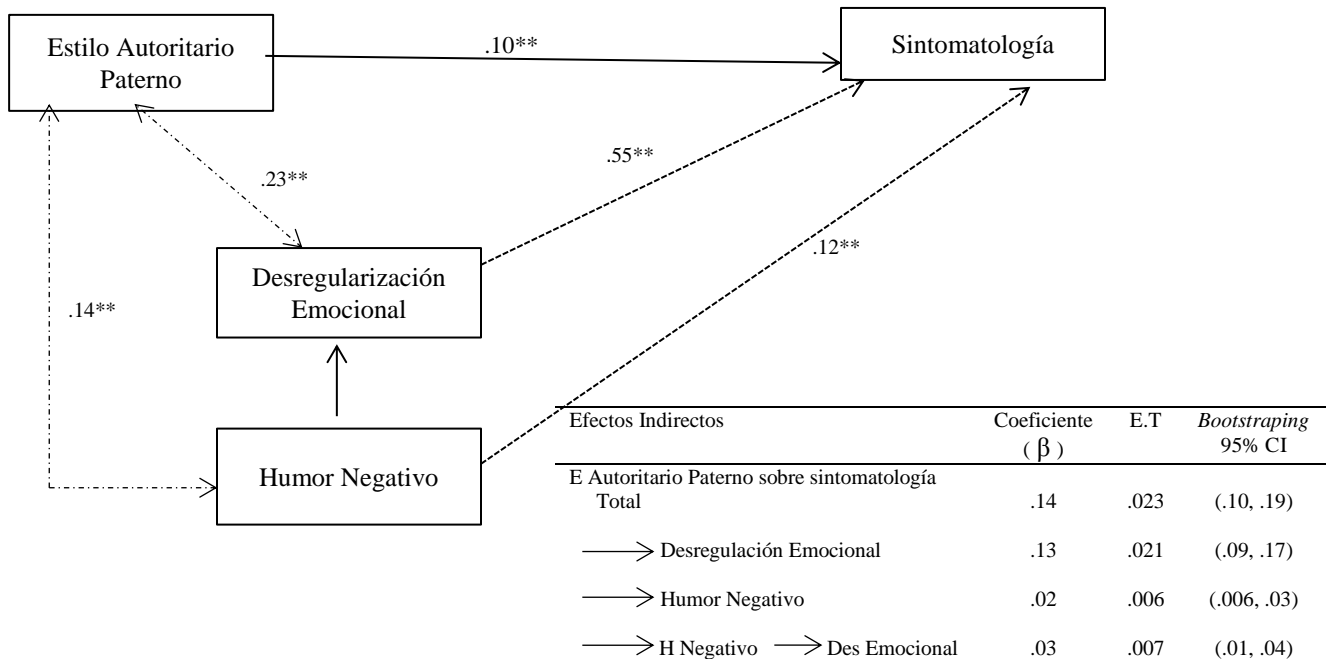 Estilo Autoritario
Paterno
.10**
Sintomatología
.55**
.23**
.12**
Desregularización
Emocional
.14**
Humor Negativo
Efectos Indirectos Coeficiente E.T Bootstraping
( β ) 95% CI
E Autoritario Paterno sobre sintomatología
Total .14 .023 (.10, .19)
Desregulación Emocional .13 .021 (.09, .17)
Humor Negativo .02 .006 (.006, .03)
H Negativo Des Emocional .03 .007 (.01, .04)